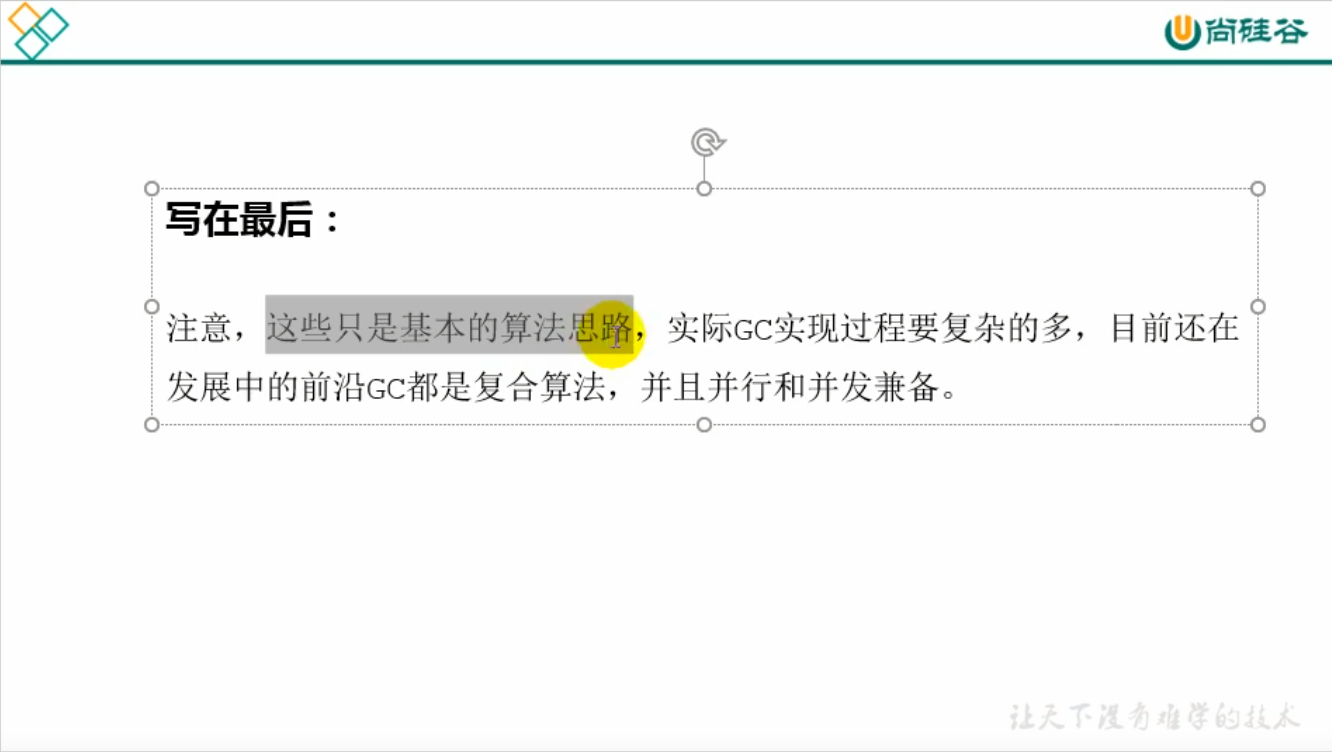 尚硅谷
写在最后：
注意，这些只是基本的算法思路，实际GC实现过程要复杂的多，目前还在
发展中的前沿GC都是复合算法，并且并行和并发兼备。
让天下没有难学的技术